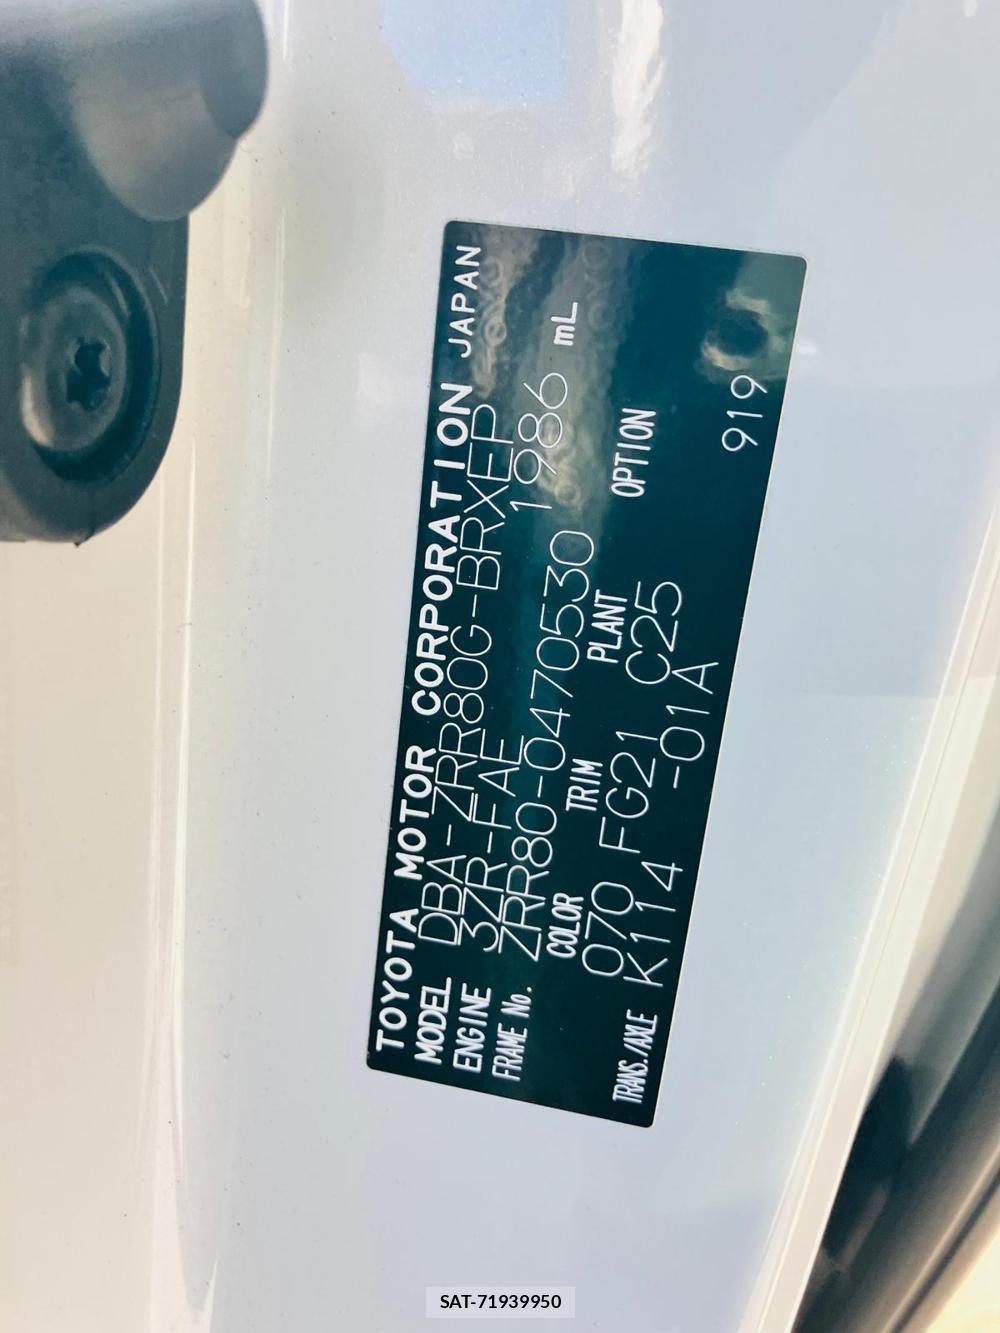 TOYOTA MOTOR CORPORATION JAPAN
MODEL DBA-ZRR80G-BRXEP
ENGINE 3ZR-FAE 1986 mL
FRAME No. ZRR80-0470530
COLOR TRIM PLANT OPTION
070 FG21 C25
TRANS./AXLE K114 -01A 919
SAT-71939950